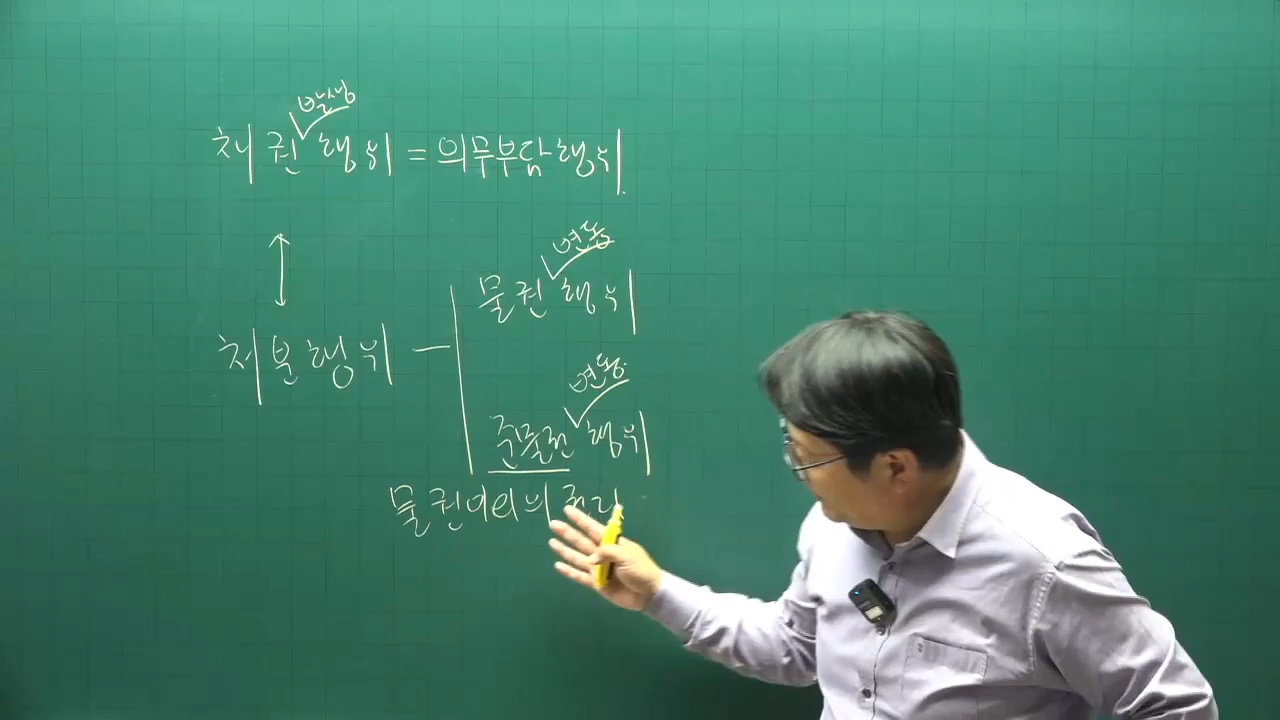 발생
채권행위 = 의무부담행위.
변동
물권행위
처분행위 -
변동
준물권행위
물권이외의 권리